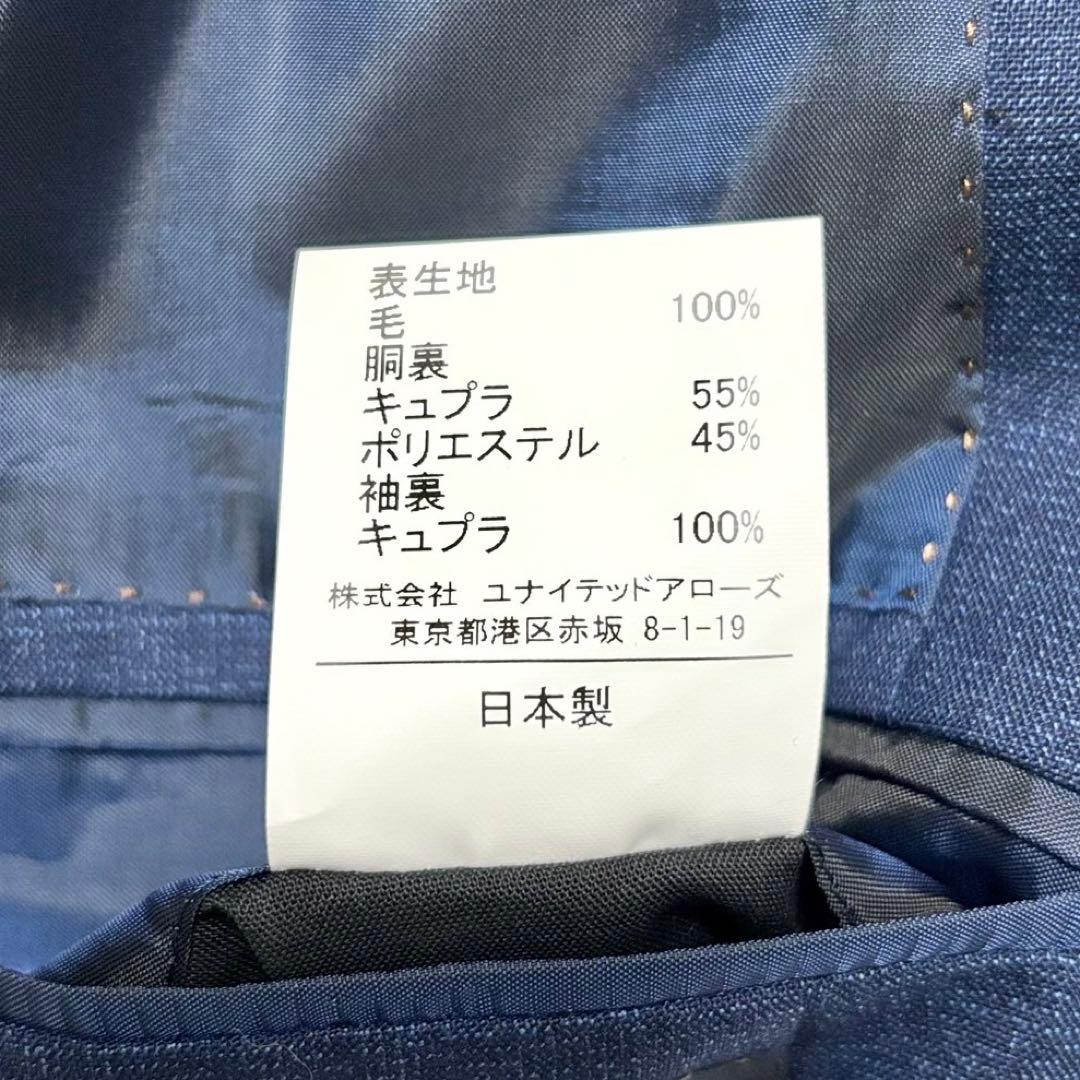 表生地
毛 100%
胴裏
キュプラ 55%
ポリエステル 45%
袖裏
キュプラ 100%
株式会社 ユナイテッドアローズ
東京都港区赤坂 8-1-19
日本製